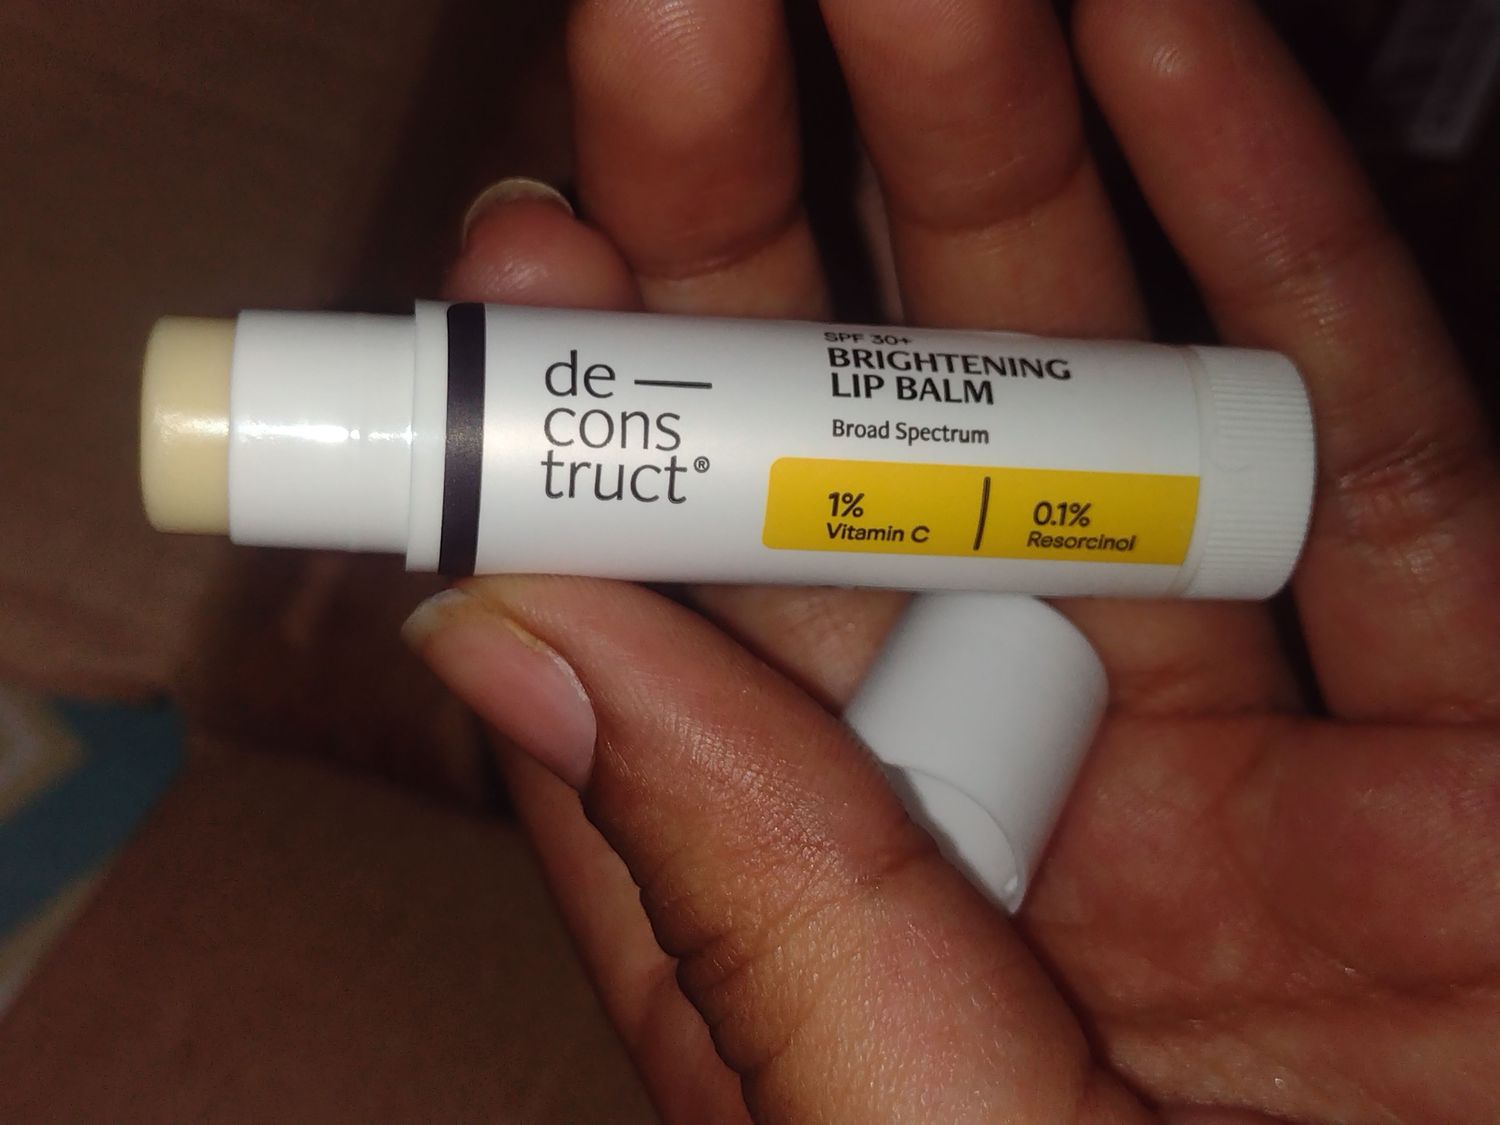 de —
cons
truct®
SPF 30+
BRIGHTENING
LIP BALM
Broad Spectrum
1%
Vitamin C
0.1%
Resorcinol